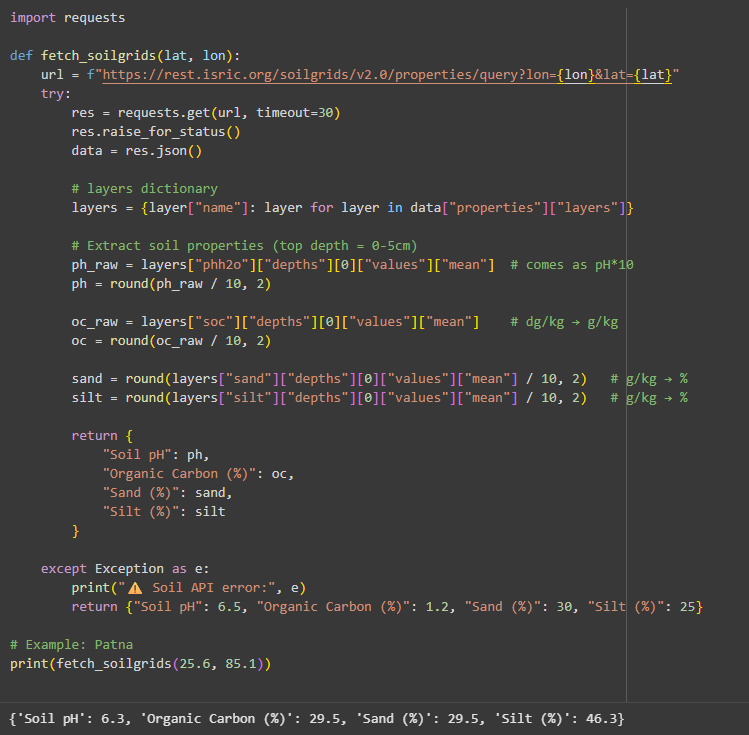 import requests
def fetch_soilgrids(lat, lon):
    url = f"https://rest.isric.org/soilgrids/v2.0/properties/query?lon={lon}&lat={lat}"
    try:
        res = requests.get(url, timeout=30)
        res.raise_for_status()
        data = res.json()
        # layers dictionary
        layers = {layer["name"]: layer for layer in data["properties"]["layers"]}
        # Extract soil properties (top depth = 0-5cm)
        ph_raw = layers["phh2o"]["depths"][0]["values"]["mean"]  # comes as pH*10
        ph = round(ph_raw / 10, 2)
        oc_raw = layers["soc"]["depths"][0]["values"]["mean"]    # dg/kg → g/kg
        oc = round(oc_raw / 10, 2)
        sand = round(layers["sand"]["depths"][0]["values"]["mean"] / 10, 2)   # g/kg → %
        silt = round(layers["silt"]["depths"][0]["values"]["mean"] / 10, 2)   # g/kg → %
        return {
            "Soil pH": ph,
            "Organic Carbon (%)": oc,
            "Sand (%)": sand,
            "Silt (%)": silt
        }
    except Exception as e:
        print("⚠️ Soil API error:", e)
        return {"Soil pH": 6.5, "Organic Carbon (%)": 1.2, "Sand (%)": 30, "Silt (%)": 25}
# Example: Patna
print(fetch_soilgrids(25.6, 85.1))
{'Soil pH': 6.3, 'Organic Carbon (%)': 29.5, 'Sand (%)': 29.5, 'Silt (%)': 46.3}